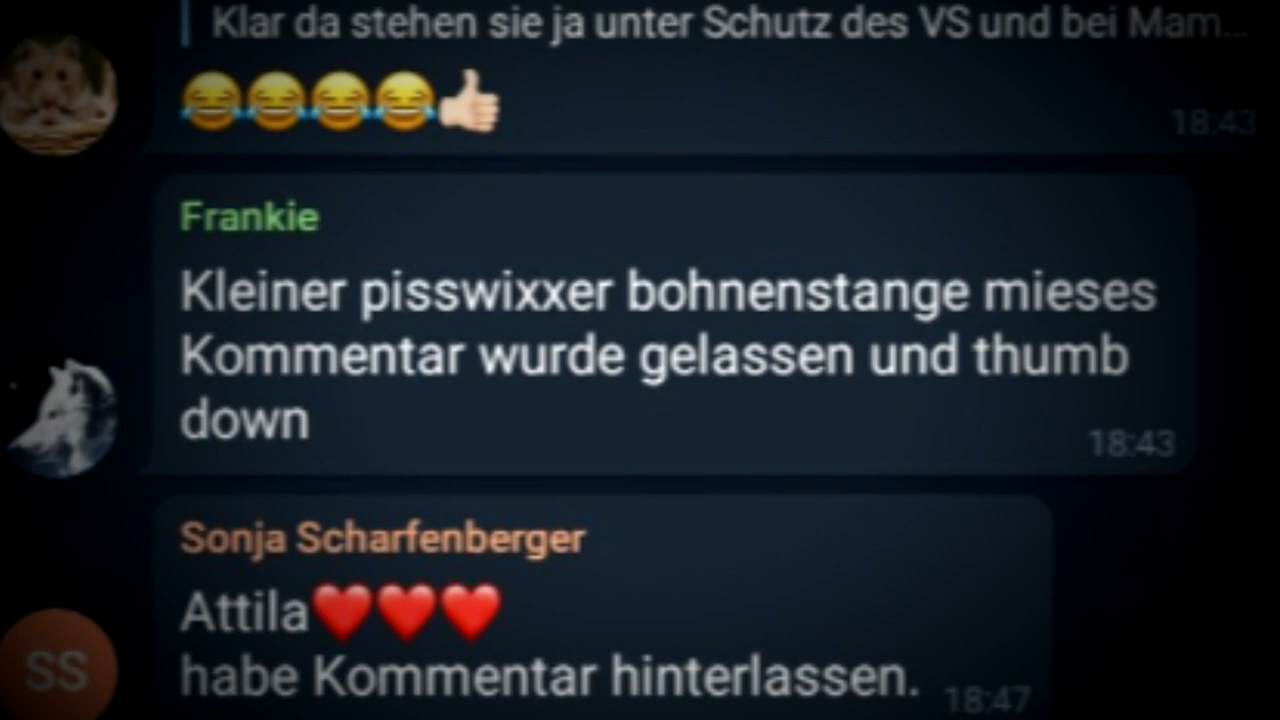 Klar da stehen sie ja unter Schutz des VS und bei Mam...
😂😂😂😂👍🏻
18:43
Frankie
Kleiner pisswixxer bohnenstange mieses
Kommentar wurde gelassen und thumb
down
18:43
Sonja Scharfenberger
Attila❤️❤️❤️
SS
habe Kommentar hinterlassen.
18:47